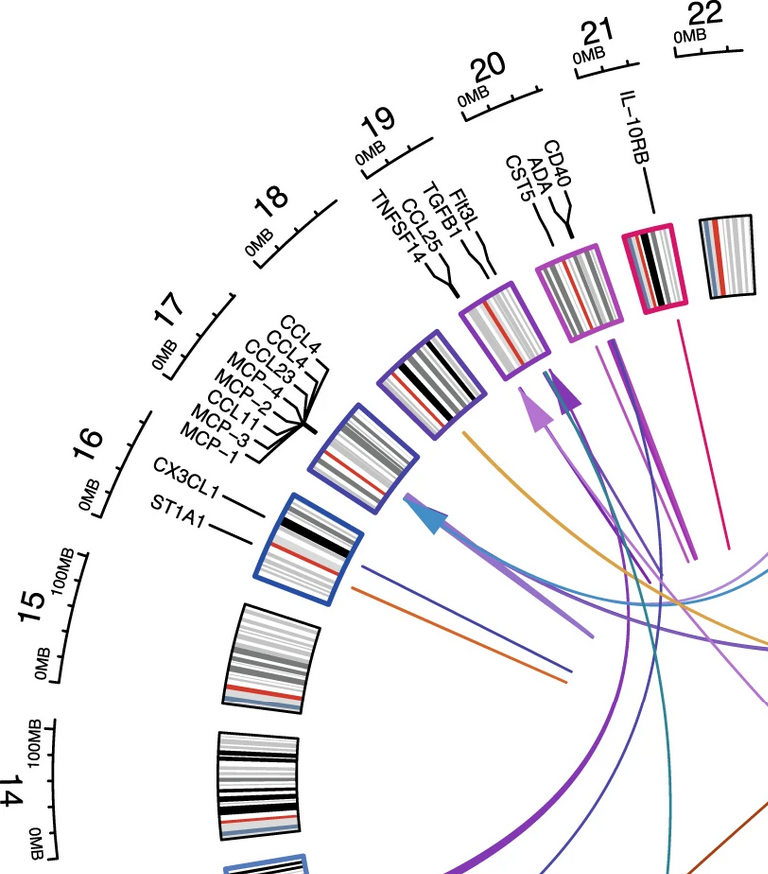 22
0MB
21
0MB
20
0MB
19
0MB
18
0MB
17
0MB
16
0MB
15
100MB
0MB
14
100MB
0MB
IL−10RB
CD40
ADA
CST5
Flt3L
TGFB1
CCL25
TNFSF14
CCL4
CCL4
CCL23
MCP−4
MCP−2
CCL11
MCP−3
MCP−1
CX3CL1
ST1A1